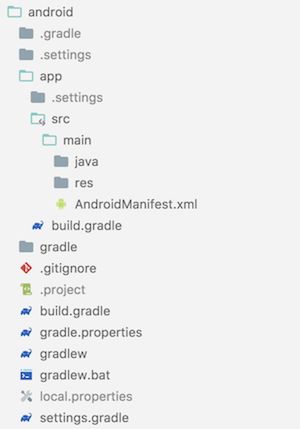 android
.gradle
.settings
app
.settings
src
main
java
res
AndroidManifest.xml
build.gradle
gradle
.gitignore
.project
build.gradle
gradle.properties
gradlew
gradlew.bat
local.properties
settings.gradle